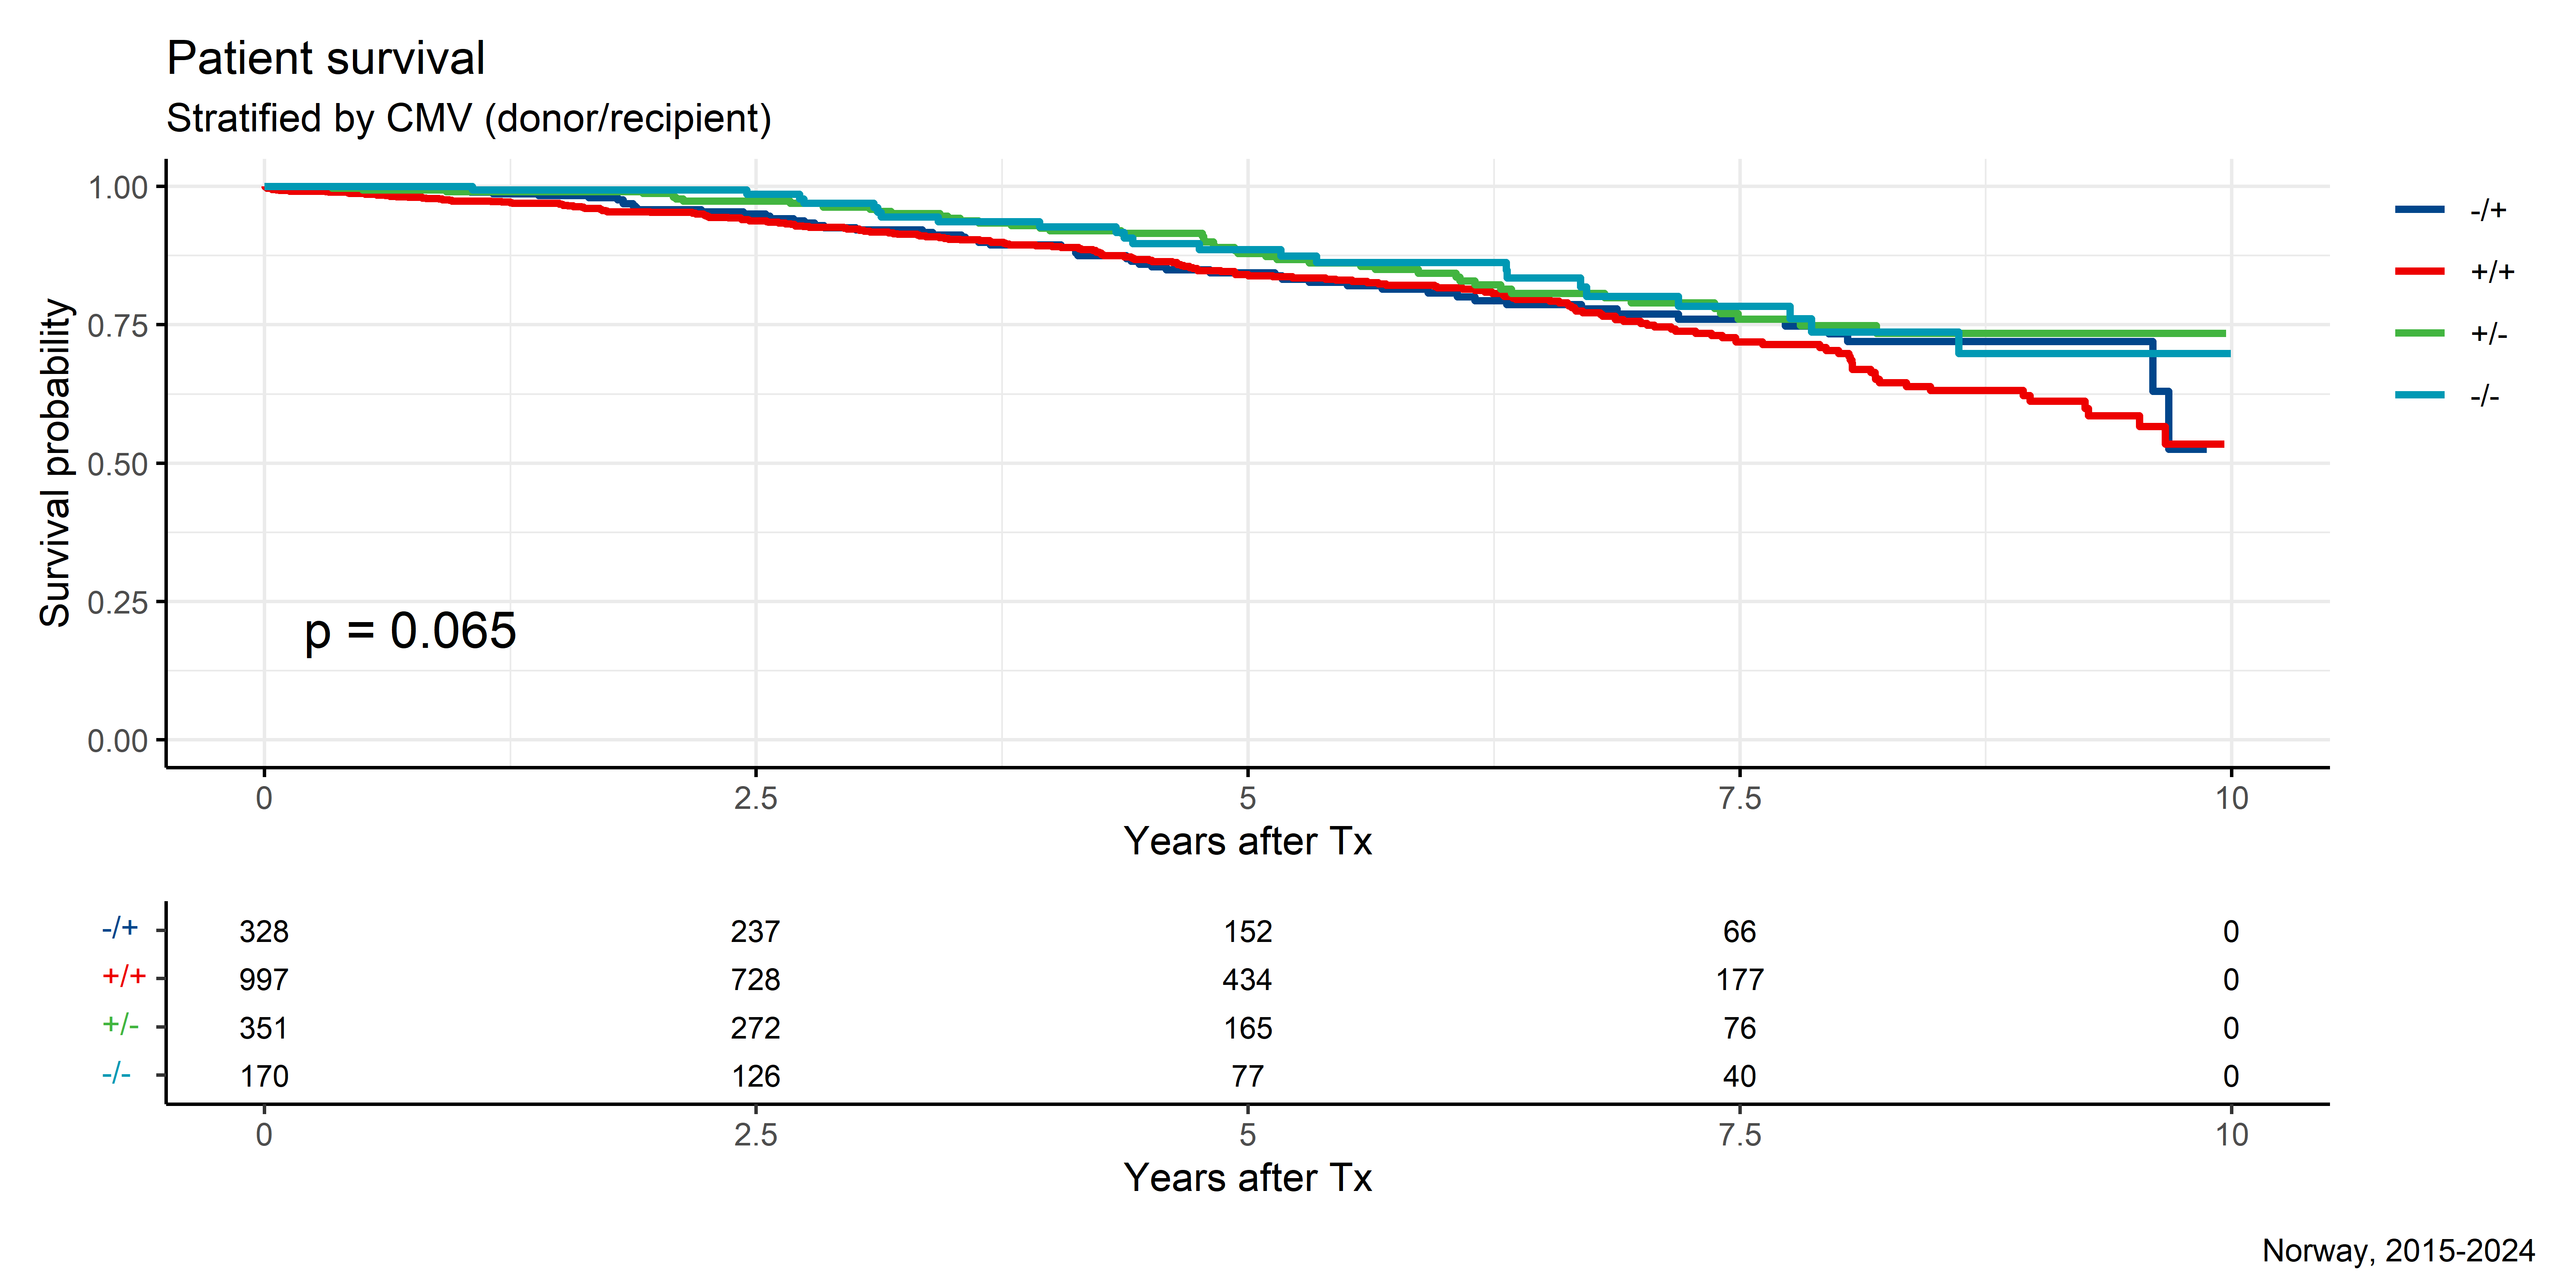 Patient survival
Stratified by CMV (donor/recipient)
Survival probability
1.00
0.75
0.50
0.25
0.00
p = 0.065
0 2.5 5 7.5 10
Years after Tx
-/+
+/+
+/-
-/-
-/+ 328 237 152 66 0
+/+ 997 728 434 177 0
+/- 351 272 165 76 0
-/- 170 126 77 40 0
0 2.5 5 7.5 10
Years after Tx
Norway, 2015-2024